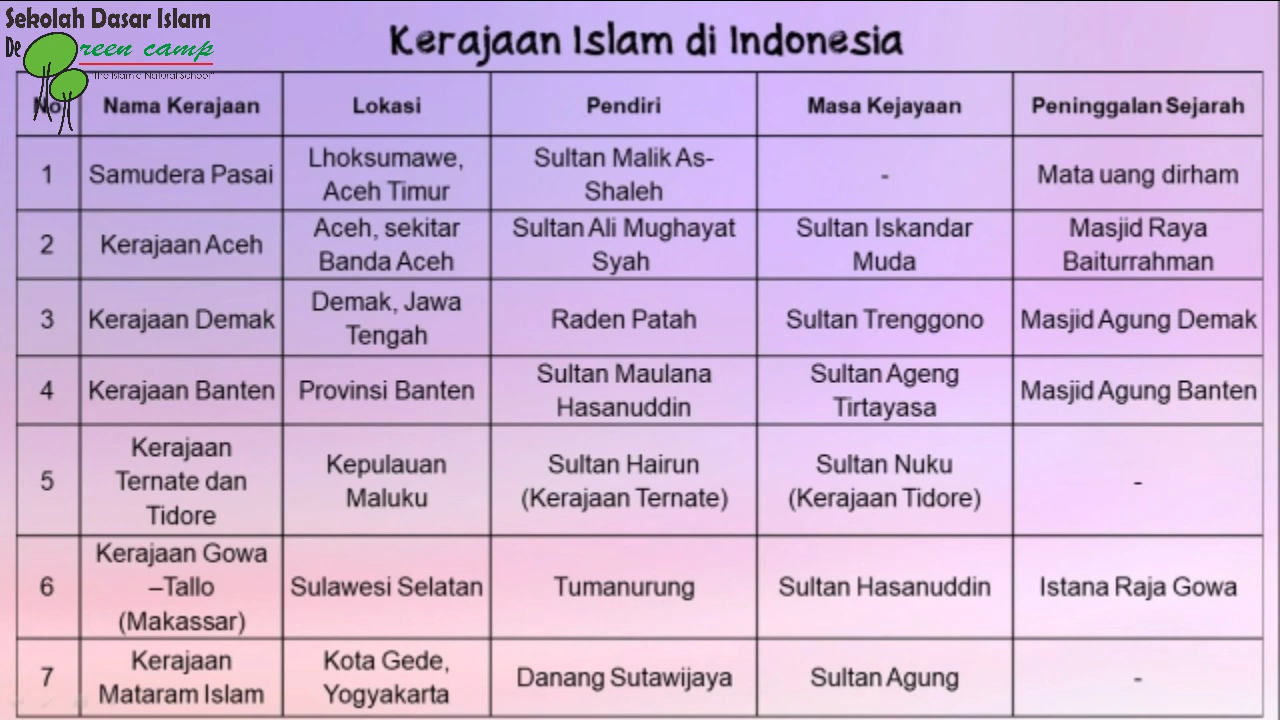 Sekolah Dasar Islam
De Green camp
"The Islamic Natural School"
Kerajaan Islam di Indonesia
No Nama Kerajaan Lokasi Pendiri Masa Kejayaan Peninggalan Sejarah
1 Samudera Pasai Lhoksumawe, Aceh Timur Sultan Malik As-Shaleh - Mata uang dirham
2 Kerajaan Aceh Aceh, sekitar Banda Aceh Sultan Ali Mughayat Syah Sultan Iskandar Muda Masjid Raya Baiturrahman
3 Kerajaan Demak Demak, Jawa Tengah Raden Patah Sultan Trenggono Masjid Agung Demak
4 Kerajaan Banten Provinsi Banten Sultan Maulana Hasanuddin Sultan Ageng Tirtayasa Masjid Agung Banten
5 Kerajaan Ternate dan Tidore Kepulauan Maluku Sultan Hairun (Kerajaan Ternate) Sultan Nuku (Kerajaan Tidore) -
6 Kerajaan Gowa –Tallo (Makassar) Sulawesi Selatan Tumanurung Sultan Hasanuddin Istana Raja Gowa
7 Kerajaan Mataram Islam Kota Gede, Yogyakarta Danang Sutawijaya Sultan Agung -